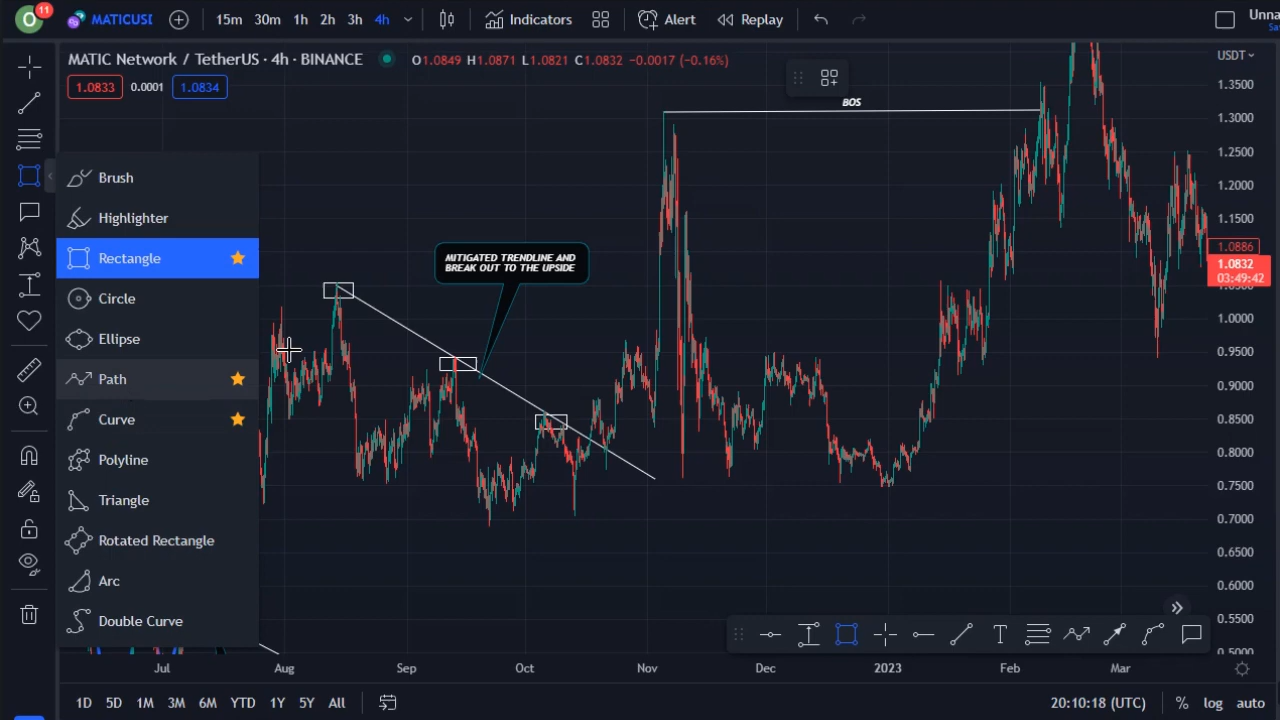 O 11 MATICUSI 15m 30m 1h 2h 3h 4h Indicators Alert Replay Unna
MATIC Network / TetherUS · 4h · BINANCE O1.0849 H1.0871 L1.0821 C1.0832 −0.0017 (−0.16%) USDT
1.0833 0.0001 1.0834
1.3500
BOS
1.3000
1.2500
1.2000
1.1500
1.0886
1.0832
03:49:42
1.0000
0.9500
0.9000
0.8500
0.8000
0.7500
0.7000
0.6500
0.6000
0.5500
0.5000
Brush
Highlighter
Rectangle
Circle
Ellipse
Path
Curve
Polyline
Triangle
Rotated Rectangle
Arc
Double Curve
MITIGATED TRENDLINE AND
BREAK OUT TO THE UPSIDE
Jul Aug Sep Oct Nov Dec 2023 Feb Mar
1D 5D 1M 3M 6M YTD 1Y 5Y All 20:10:18 (UTC) % log auto